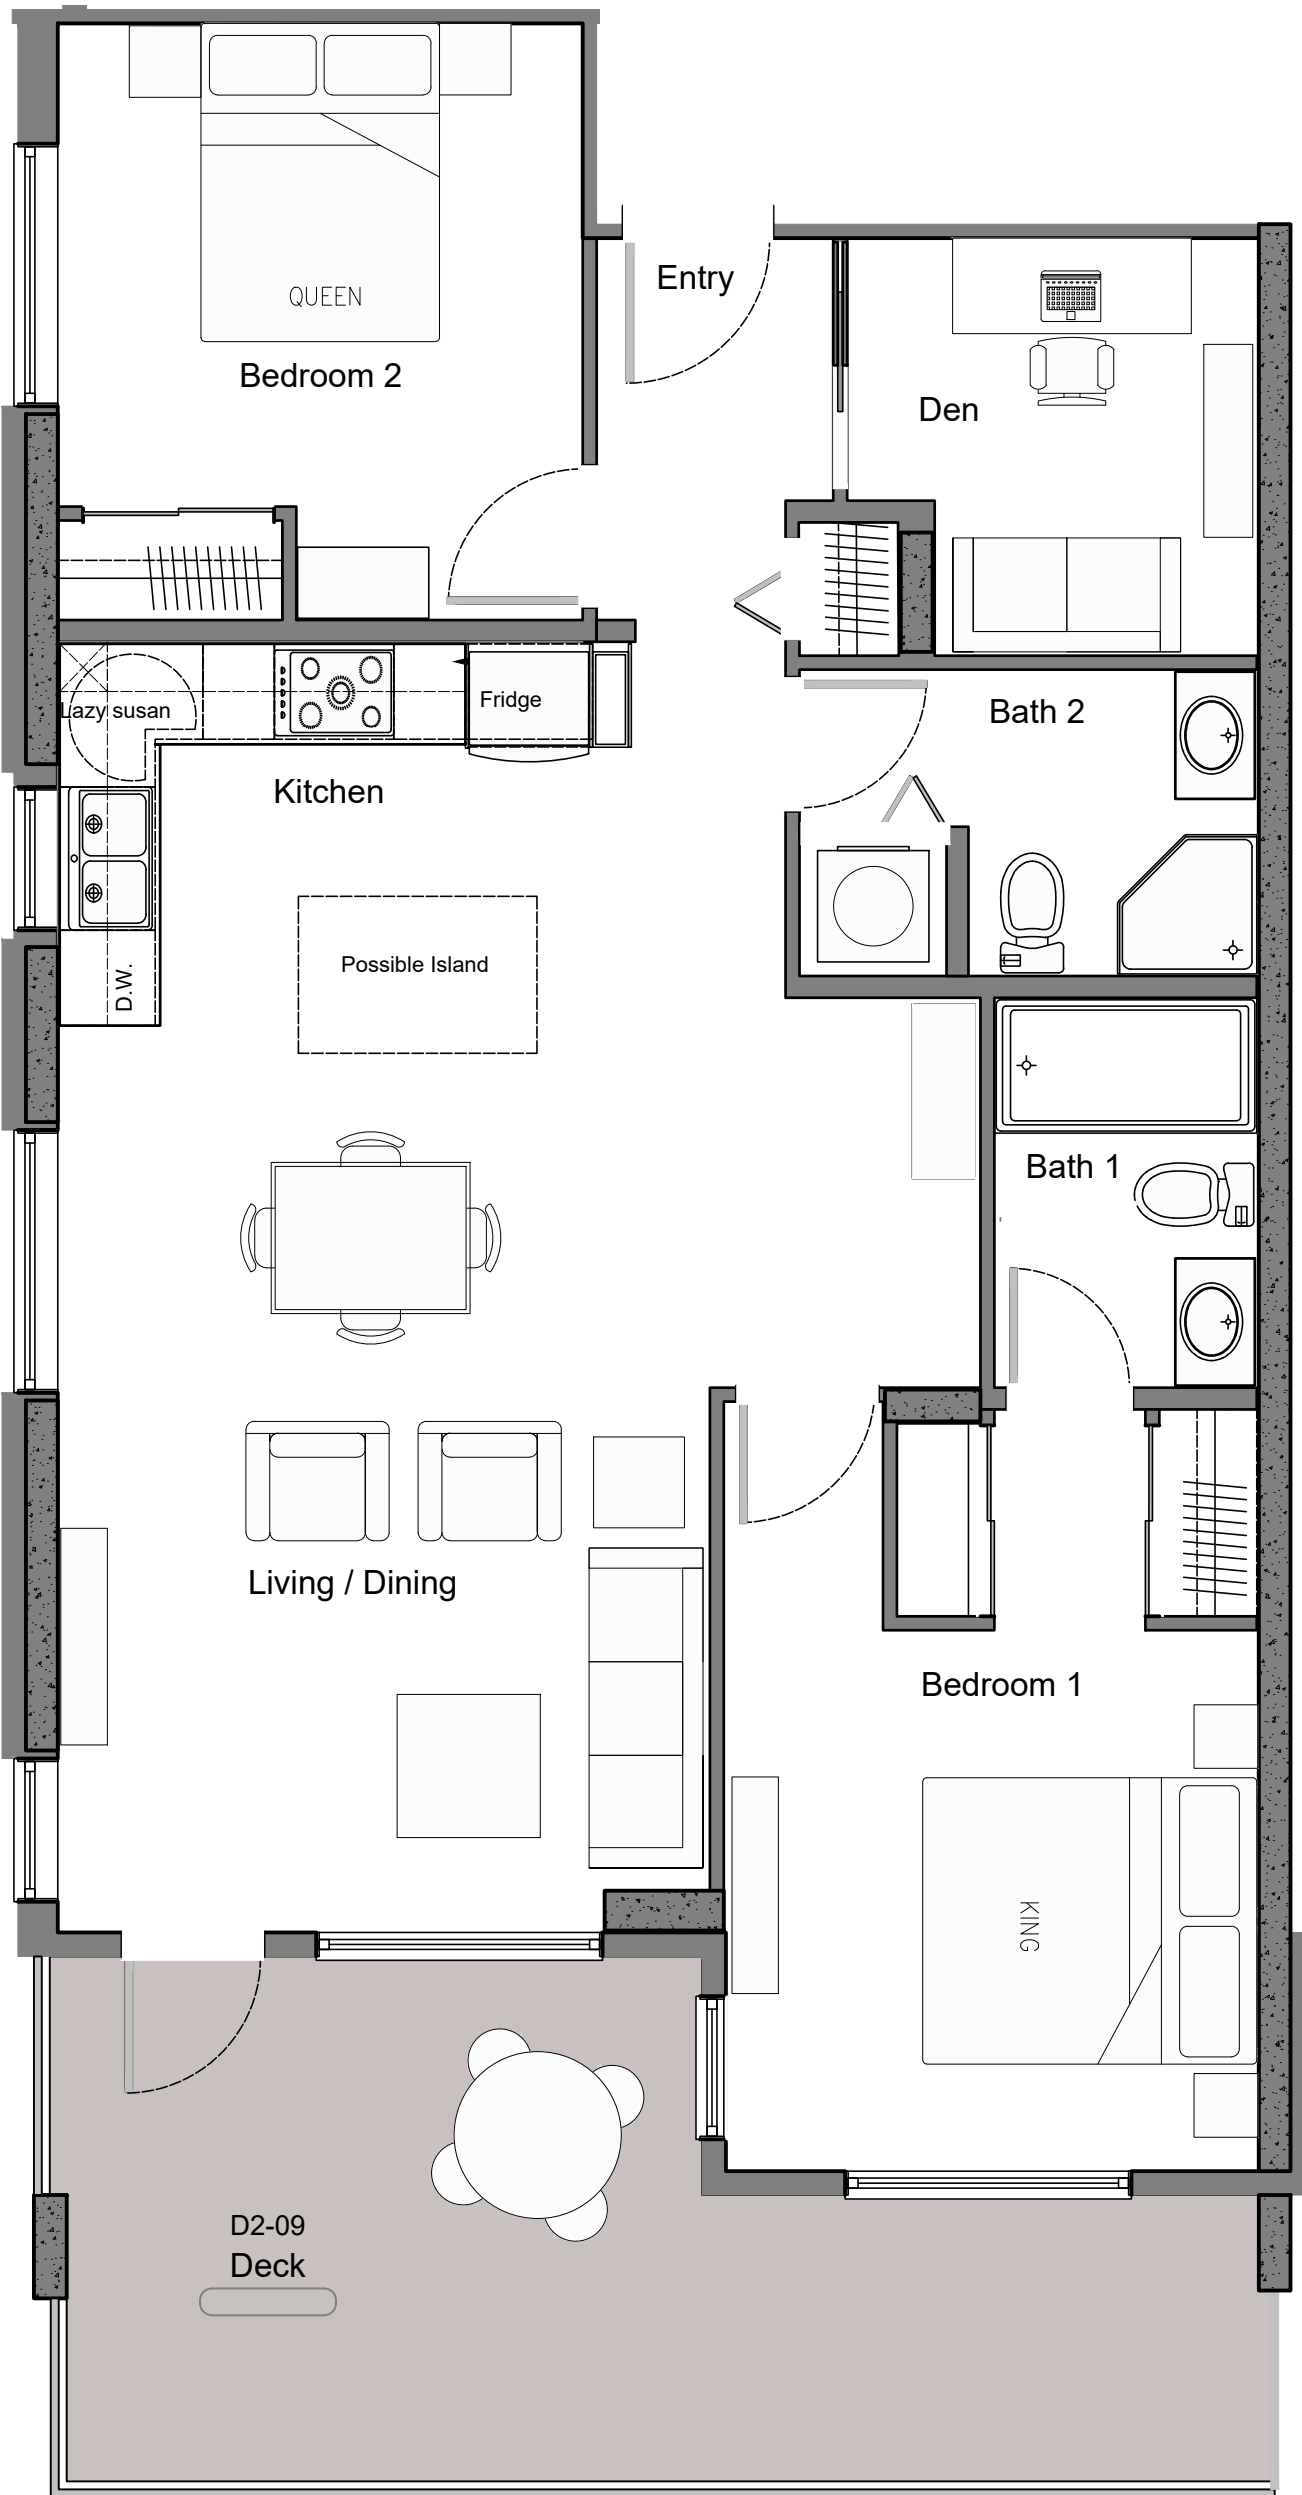 Entry
QUEEN
Bedroom 2
Den
Lazy susan
Fridge
Bath 2
Kitchen
Possible Island
D.W.
Bath 1
Living / Dining
Bedroom 1
KING
D2-09
Deck